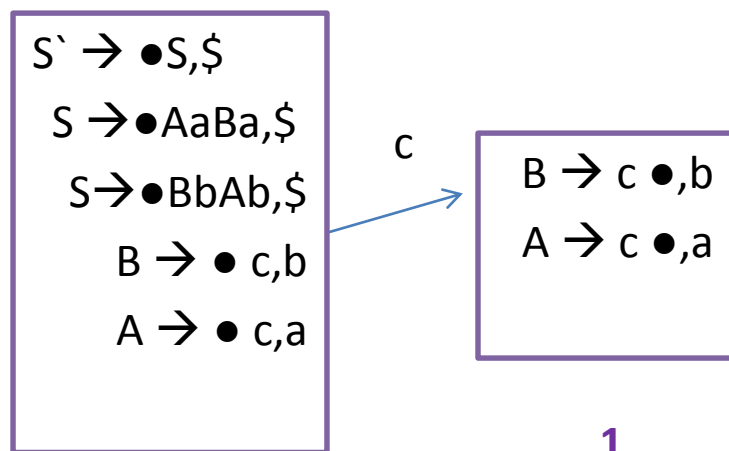 S` → ●S,$
S →●AaBa,$
S→●BbAb,$
B → ● c,b
A → ● c,a
c
B → c ●,b
A → c ●,a
1